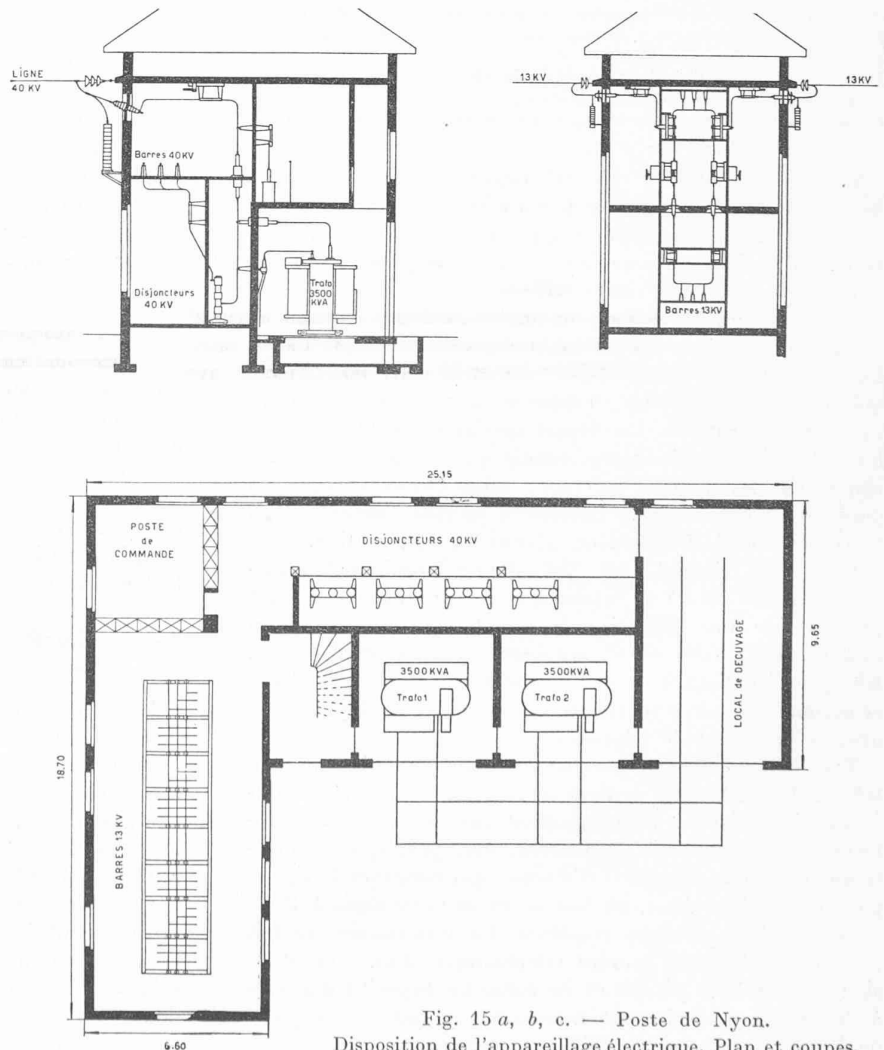 LIGNE
40 KV
Barres 40 KV
Disjoncteurs
40 KV
Trafo
3500
KVA
13 KV
13 KV
Barres 13 KV
25.15
POSTE
de
COMMANDE
DISJONCTEURS 40 KV
18.70
9.65
LOCAL de DECUVAGE
3500 KVA
Trafo 1
3500 KVA
Trafo 2
BARRES 13 KV
6.60
Fig. 15 a, b, c. — Poste de Nyon.
Disposition de l'appareillage électrique. Plan et coupes